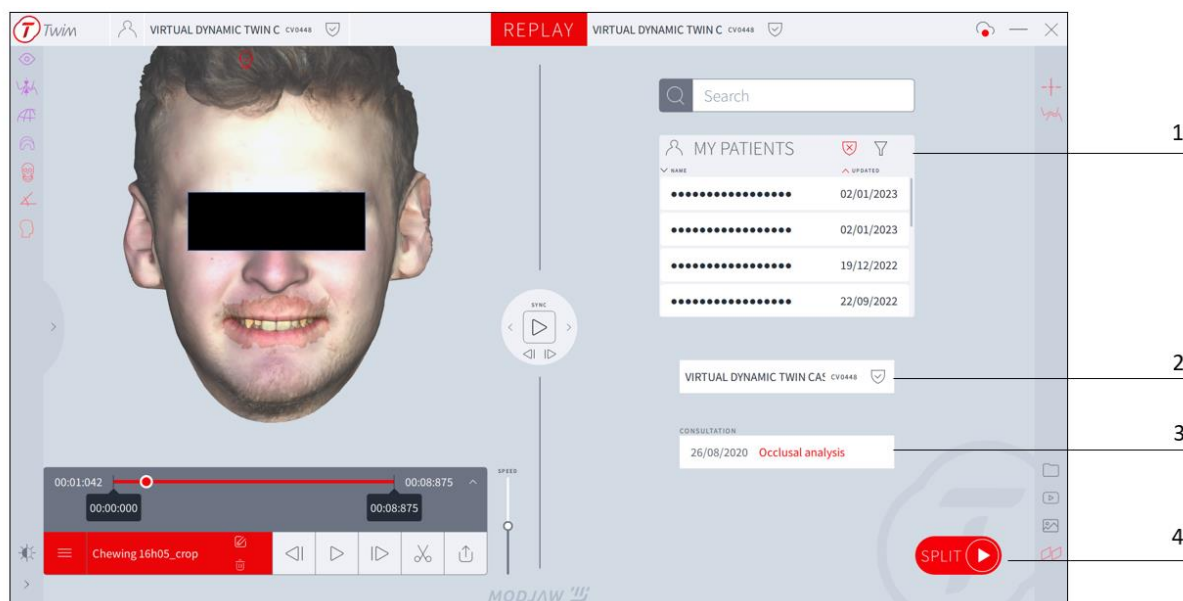 Twim
VIRTUAL DYNAMIC TWIN C CV0448
REPLAY
VIRTUAL DYNAMIC TWIN C CV0448
Search
MY PATIENTS
NAME
UPDATED
•••••••••••••••••• 02/01/2023
•••••••••••••••••• 02/01/2023
•••••••••••••••••• 19/12/2022
•••••••••••••••••• 22/09/2022
1
SYNC
VIRTUAL DYNAMIC TWIN CAS CV0448
2
CONSULTATION
26/08/2020 Occlusal analysis
3
00:01:042
00:08:875
00:00:000
00:08:875
SPEED
Chewing 16h05_crop
SPLIT
4
MODJAW